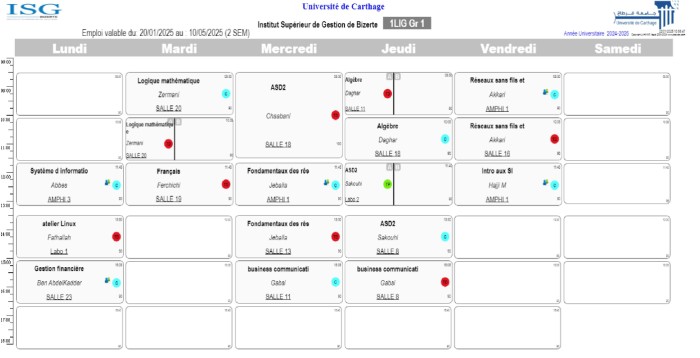 ISG
BIZERTE
Université de Carthage
Institut Supérieur de Gestion de Bizerte
1LIG Gr 1
Emploi valable du: 20/01/2025 au : 10/05/2025 (2 SEM)
جامعة قرطاج
Université de Carthage
Année Universitaire 2024-2025
Lundi Mardi Mercredi Jeudi Vendredi Samedi
Logique mathématique
Zermani
SALLE 20
ASD2
Chaabani
SALLE 18
Algèbre
Daghar
SALLE 11
Réseaux sans fils et
Akkari
AMPHI 1
Logique mathématique
Zermani
SALLE 20
Algèbre
Daghar
SALLE 18
Réseaux sans fils et
Akkari
SALLE 18
Système d informatio
Abbes
AMPHI 3
Français
Ferchichi
SALLE 19
Fondamentaux des rés
Jeballa
AMPHI 1
ASD2
Sakouhi
Labo 2
Intro aux SI
Hajji M
AMPHI 1
atelier Linux
Fathallah
Labo 1
Fondamentaux des rés
Jeballa
SALLE 13
ASD2
Sakouhi
SALLE 8
Gestion financière
Ben AbdelKadder
SALLE 23
business communicati
Gabsi
SALLE 11
business communicati
Gabsi
SALLE 9